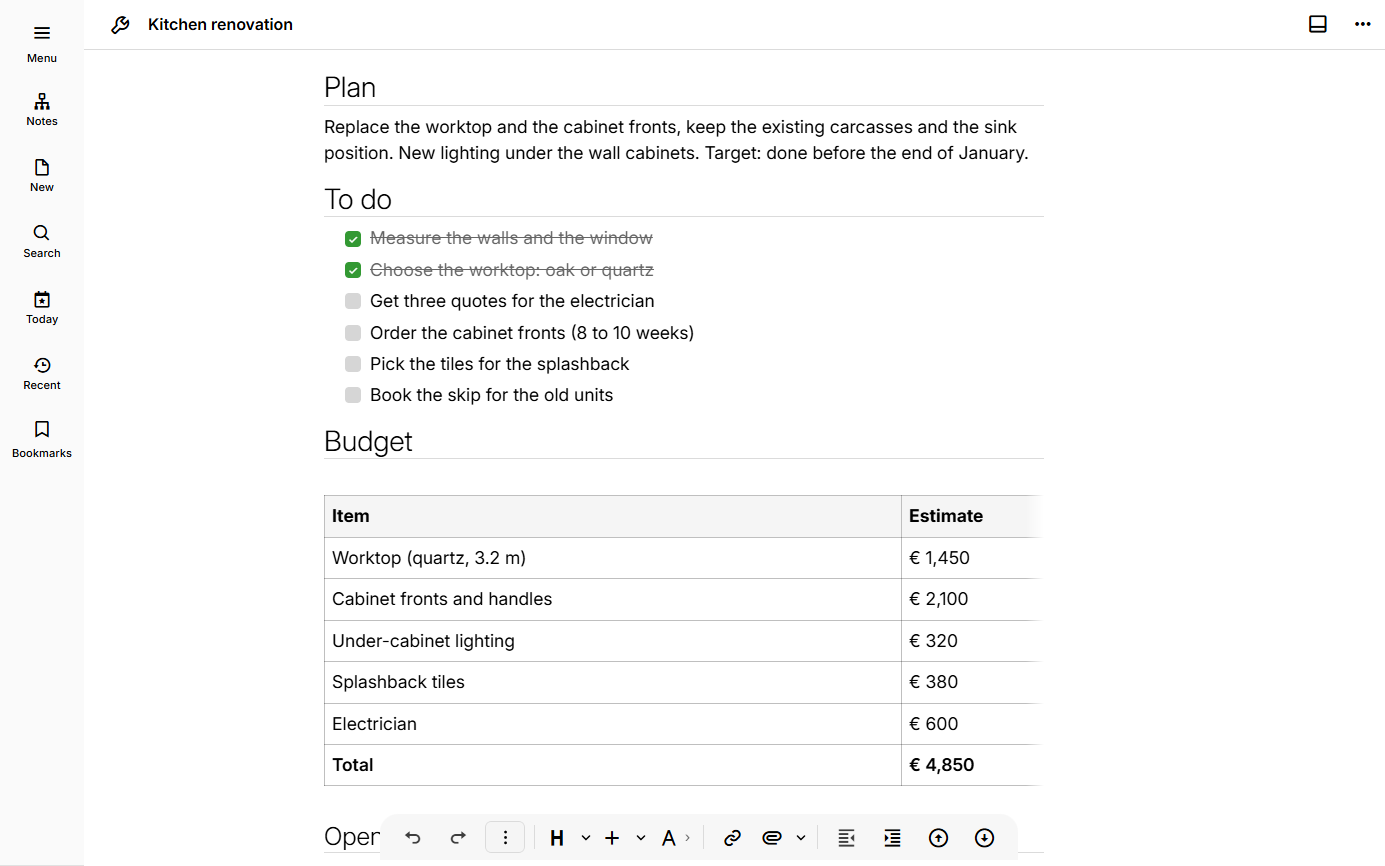 Kitchen renovation
Menu
Notes
New
Search
Today
Recent
Bookmarks
Plan
Replace the worktop and the cabinet fronts, keep the existing carcasses and the sink
position. New lighting under the wall cabinets. Target: done before the end of January.
To do
Measure the walls and the window
Choose the worktop: oak or quartz
Get three quotes for the electrician
Order the cabinet fronts (8 to 10 weeks)
Pick the tiles for the splashback
Book the skip for the old units
Budget
Item Estimate
Worktop (quartz, 3.2 m) € 1,450
Cabinet fronts and handles € 2,100
Under-cabinet lighting € 320
Splashback tiles € 380
Electrician € 600
Total € 4,850
Open
H A